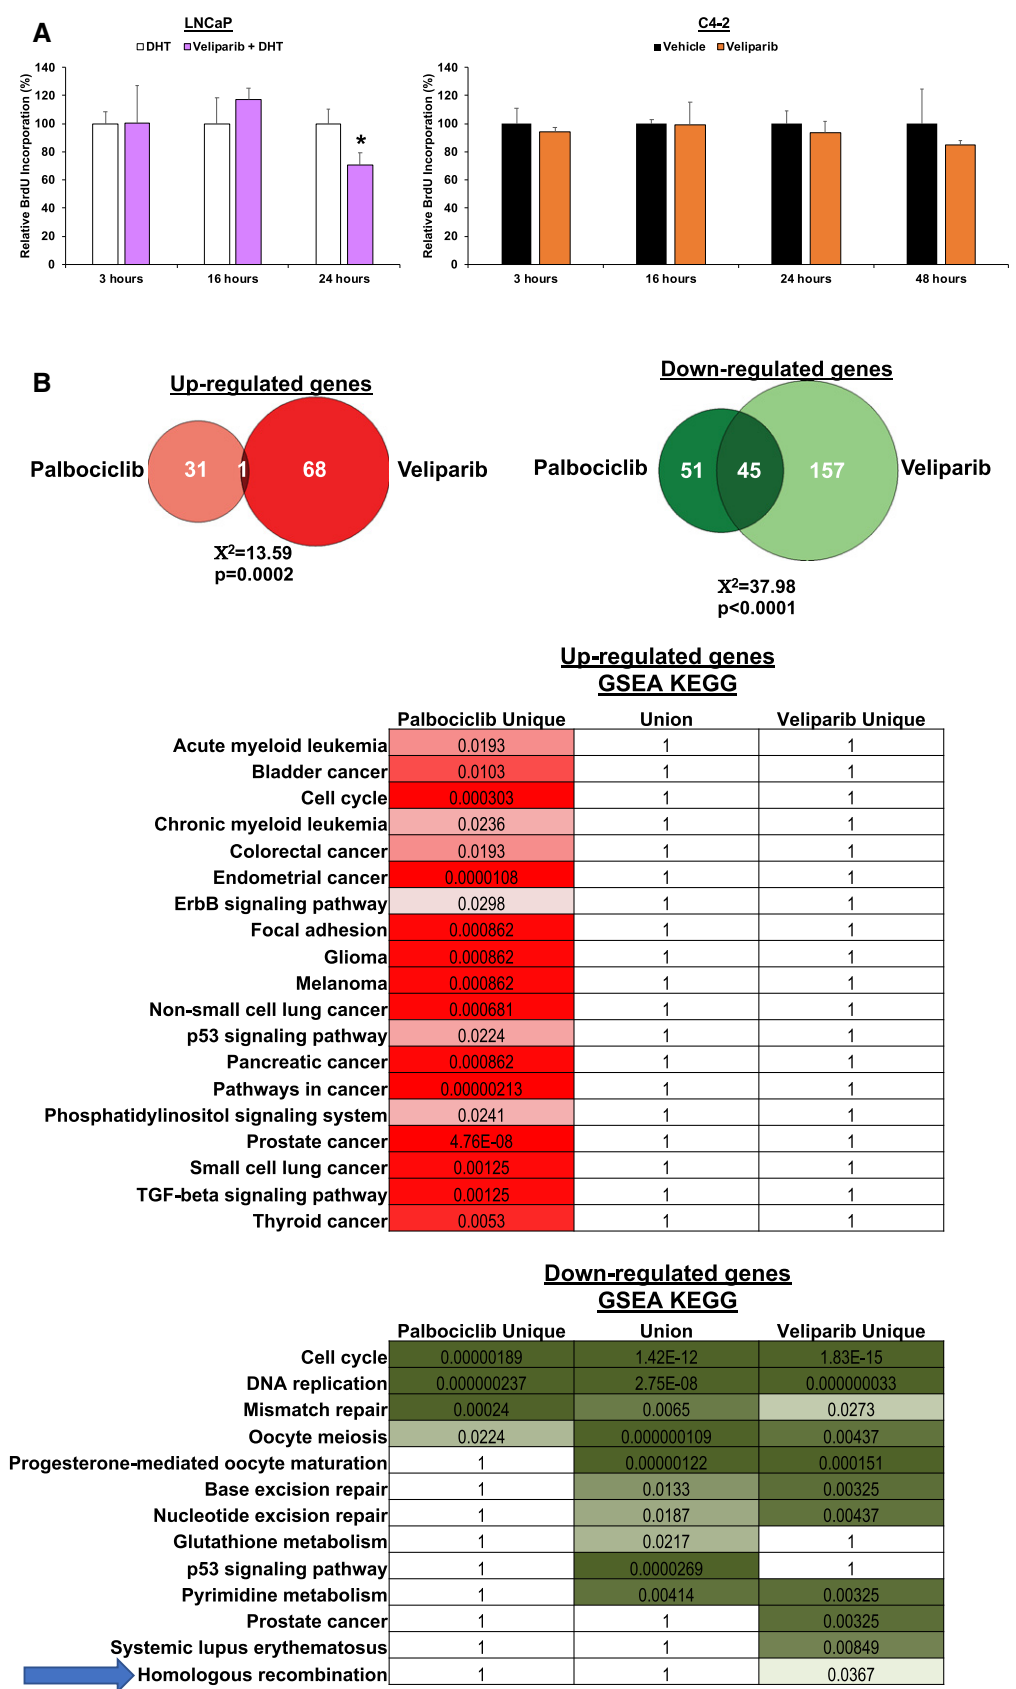 A
LNCaP
DHT Veliparib + DHT
Relative BrdU Incorporation (%)
140
120
100
80
60
40
20
0
*
3 hours 16 hours 24 hours
C4-2
Vehicle Veliparib
Relative BrdU Incorporation (%)
140
120
100
80
60
40
20
0
3 hours 16 hours 24 hours 48 hours
B
Up-regulated genes
Palbociclib 31 1 68 Veliparib
X²=13.59
p=0.0002
Down-regulated genes
Palbociclib 51 45 157 Veliparib
X²=37.98
p<0.0001
Up-regulated genes
GSEA KEGG
Palbociclib Unique Union Veliparib Unique
Acute myeloid leukemia 0.0193 1 1
Bladder cancer 0.0103 1 1
Cell cycle 0.000303 1 1
Chronic myeloid leukemia 0.0236 1 1
Colorectal cancer 0.0193 1 1
Endometrial cancer 0.0000108 1 1
ErbB signaling pathway 0.0298 1 1
Focal adhesion 0.000862 1 1
Glioma 0.000862 1 1
Melanoma 0.000862 1 1
Non-small cell lung cancer 0.000681 1 1
p53 signaling pathway 0.0224 1 1
Pancreatic cancer 0.000862 1 1
Pathways in cancer 0.00000213 1 1
Phosphatidylinositol signaling system 0.0241 1 1
Prostate cancer 4.76E-08 1 1
Small cell lung cancer 0.00125 1 1
TGF-beta signaling pathway 0.00125 1 1
Thyroid cancer 0.0053 1 1
Down-regulated genes
GSEA KEGG
Palbociclib Unique Union Veliparib Unique
Cell cycle 0.00000189 1.42E-12 1.83E-15
DNA replication 0.000000237 2.75E-08 0.000000033
Mismatch repair 0.00024 0.0065 0.0273
Oocyte meiosis 0.0224 0.000000109 0.00437
Progesterone-mediated oocyte maturation 1 0.00000122 0.000151
Base excision repair 1 0.0133 0.00325
Nucleotide excision repair 1 0.0187 0.00437
Glutathione metabolism 1 0.0217 1
p53 signaling pathway 1 0.0000269 1
Pyrimidine metabolism 1 0.00414 0.00325
Prostate cancer 1 1 0.00325
Systemic lupus erythematosus 1 1 0.00849
Homologous recombination 1 1 0.0367